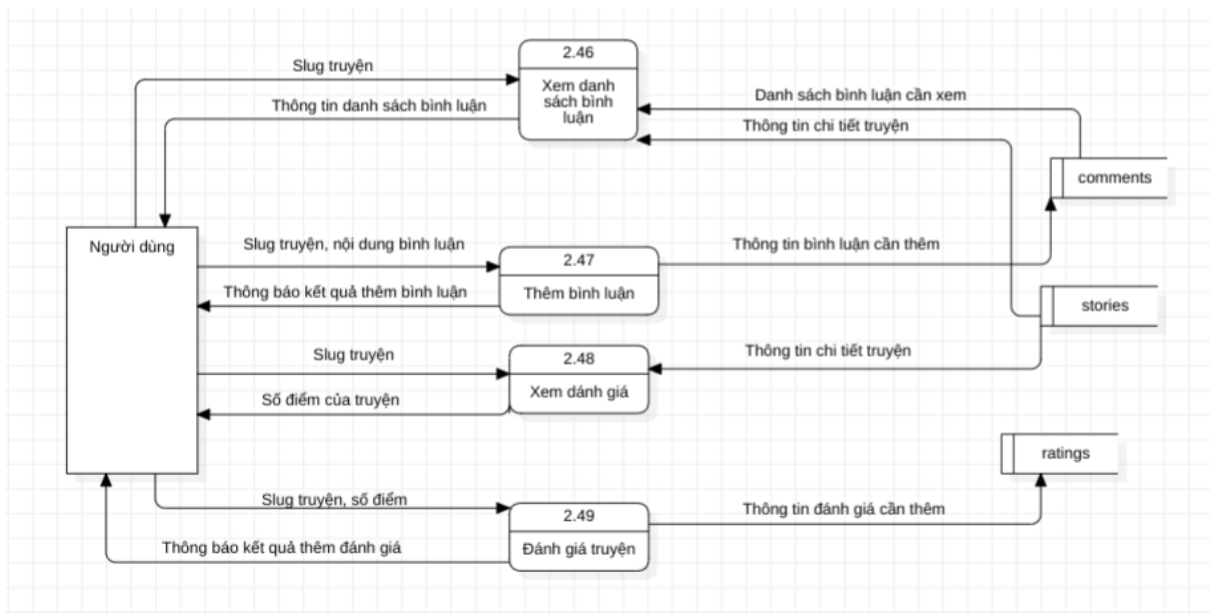 2.46
Slug truyện
Xem danh
sách bình
luận
Danh sách bình luận cần xem
Thông tin danh sách bình luận
Thông tin chi tiết truyện
comments
Người dùng
Slug truyện, nội dung bình luận
2.47
Thông tin bình luận cần thêm
Thông báo kết quả thêm bình luận
Thêm bình luận
stories
Slug truyện
2.48
Thông tin chi tiết truyện
Xem dánh giá
Số điểm của truyện
ratings
Slug truyện, số điểm
2.49
Thông tin đánh giá cần thêm
Thông báo kết quả thêm đánh giá
Đánh giá truyện